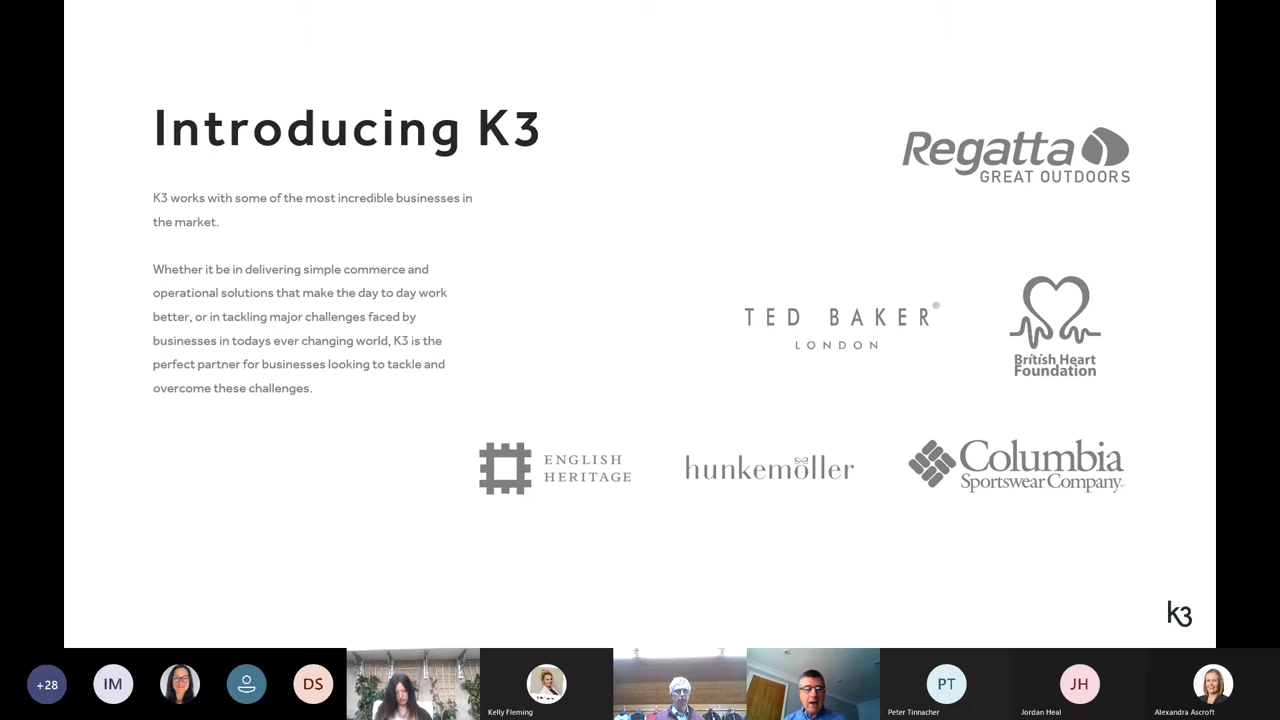 Introducing K3
K3 works with some of the most incredible businesses in
the market.
Whether it be in delivering simple commerce and
operational solutions that make the day to day work
better, or in tackling major challenges faced by
businesses in todays ever changing world, K3 is the
perfect partner for businesses looking to tackle and
overcome these challenges.
Regatta
GREAT OUTDOORS
TED BAKER®
LONDON
British Heart
Foundation
ENGLISH
HERITAGE
hunkemöller
Columbia
Sportswear Company™
k3
+28
IM
DS
Kelly Fleming
PT
Peter Tinnacher
JH
Jordan Heal
Alexandra Ascroft